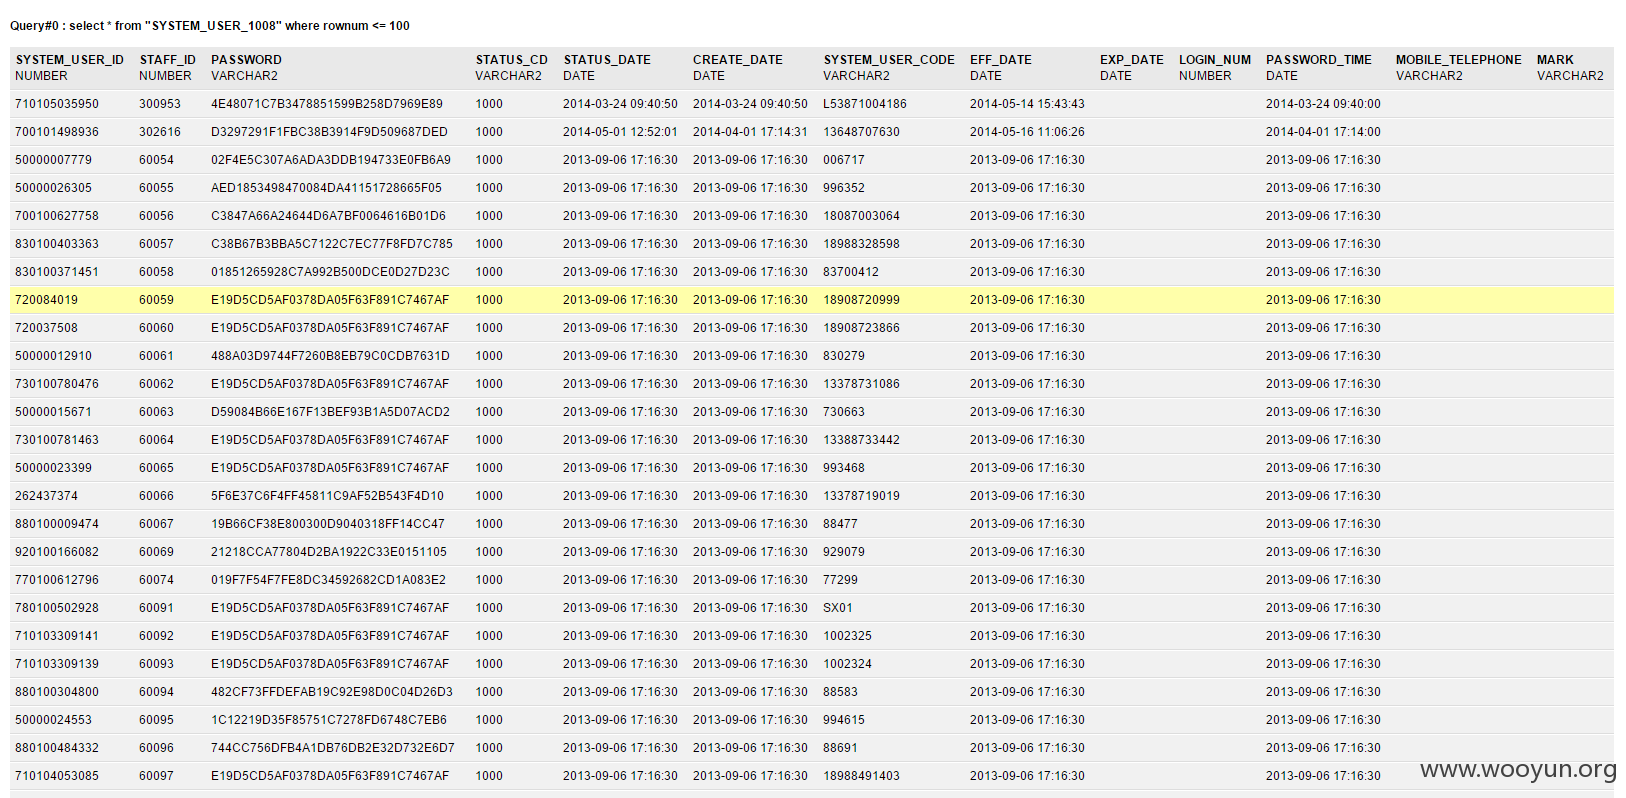 Query#0 : select * from "SYSTEM_USER_1008" where rownum <= 100
SYSTEM_USER_ID STAFF_ID PASSWORD STATUS_CD STATUS_DATE CREATE_DATE SYSTEM_USER_CODE EFF_DATE EXP_DATE LOGIN_NUM PASSWORD_TIME MOBILE_TELEPHONE MARK
NUMBER NUMBER VARCHAR2 VARCHAR2 DATE DATE VARCHAR2 DATE DATE NUMBER DATE VARCHAR2 VARCHAR2
710105035950 300953 4E48071C7B3478851599B258D7969E89 1000 2014-03-24 09:40:50 2014-03-24 09:40:50 L53871004186 2014-05-14 15:43:43 2014-03-24 09:40:00
700101498936 302616 D3297291F1FBC38B3914F9D509687DED 1000 2014-05-01 12:52:01 2014-04-01 17:14:31 13648707630 2014-05-16 11:06:26 2014-04-01 17:14:00
50000007779 60054 02F4E5C307A6ADA3DDB194733E0FB6A9 1000 2013-09-06 17:16:30 2013-09-06 17:16:30 006717 2013-09-06 17:16:30 2013-09-06 17:16:30
50000026305 60055 AED1853498470084DA41151728665F05 1000 2013-09-06 17:16:30 2013-09-06 17:16:30 996352 2013-09-06 17:16:30 2013-09-06 17:16:30
700100627758 60056 C3847A66A24644D6A7BF0064616B01D6 1000 2013-09-06 17:16:30 2013-09-06 17:16:30 18087003064 2013-09-06 17:16:30 2013-09-06 17:16:30
830100403363 60057 C38B67B3BBA5C7122C7EC77F8FD7C785 1000 2013-09-06 17:16:30 2013-09-06 17:16:30 18988328598 2013-09-06 17:16:30 2013-09-06 17:16:30
830100371451 60058 01851265928C7A992B500DCE0D27D23C 1000 2013-09-06 17:16:30 2013-09-06 17:16:30 83700412 2013-09-06 17:16:30 2013-09-06 17:16:30
720084019 60059 E19D5CD5AF0378DA05F63F891C7467AF 1000 2013-09-06 17:16:30 2013-09-06 17:16:30 18908720999 2013-09-06 17:16:30 2013-09-06 17:16:30
720037508 60060 E19D5CD5AF0378DA05F63F891C7467AF 1000 2013-09-06 17:16:30 2013-09-06 17:16:30 18908723866 2013-09-06 17:16:30 2013-09-06 17:16:30
50000012910 60061 488A03D9744F7260B8EB79C0CDB7631D 1000 2013-09-06 17:16:30 2013-09-06 17:16:30 830279 2013-09-06 17:16:30 2013-09-06 17:16:30
730100780476 60062 E19D5CD5AF0378DA05F63F891C7467AF 1000 2013-09-06 17:16:30 2013-09-06 17:16:30 13378731086 2013-09-06 17:16:30 2013-09-06 17:16:30
50000015671 60063 D59084B66E167F13BEF93B1A5D07ACD2 1000 2013-09-06 17:16:30 2013-09-06 17:16:30 730663 2013-09-06 17:16:30 2013-09-06 17:16:30
730100781463 60064 E19D5CD5AF0378DA05F63F891C7467AF 1000 2013-09-06 17:16:30 2013-09-06 17:16:30 13388733442 2013-09-06 17:16:30 2013-09-06 17:16:30
50000023399 60065 E19D5CD5AF0378DA05F63F891C7467AF 1000 2013-09-06 17:16:30 2013-09-06 17:16:30 993468 2013-09-06 17:16:30 2013-09-06 17:16:30
262437374 60066 5F6E37C6F4FF45811C9AF52B543F4D10 1000 2013-09-06 17:16:30 2013-09-06 17:16:30 13378719019 2013-09-06 17:16:30 2013-09-06 17:16:30
880100009474 60067 19B66CF38E800300D9040318FF14CC47 1000 2013-09-06 17:16:30 2013-09-06 17:16:30 88477 2013-09-06 17:16:30 2013-09-06 17:16:30
920100166082 60069 21218CCA77804D2BA1922C33E0151105 1000 2013-09-06 17:16:30 2013-09-06 17:16:30 929079 2013-09-06 17:16:30 2013-09-06 17:16:30
770100612796 60074 019F7F54F7FE8DC34592682CD1A083E2 1000 2013-09-06 17:16:30 2013-09-06 17:16:30 77299 2013-09-06 17:16:30 2013-09-06 17:16:30
780100502928 60091 E19D5CD5AF0378DA05F63F891C7467AF 1000 2013-09-06 17:16:30 2013-09-06 17:16:30 SX01 2013-09-06 17:16:30 2013-09-06 17:16:30
710103309141 60092 E19D5CD5AF0378DA05F63F891C7467AF 1000 2013-09-06 17:16:30 2013-09-06 17:16:30 1002325 2013-09-06 17:16:30 2013-09-06 17:16:30
710103309139 60093 E19D5CD5AF0378DA05F63F891C7467AF 1000 2013-09-06 17:16:30 2013-09-06 17:16:30 1002324 2013-09-06 17:16:30 2013-09-06 17:16:30
880100304800 60094 482CF73FFDEFAB19C92E98D0C04D26D3 1000 2013-09-06 17:16:30 2013-09-06 17:16:30 88583 2013-09-06 17:16:30 2013-09-06 17:16:30
50000024553 60095 1C12219D35F85751C7278FD6748C7EB6 1000 2013-09-06 17:16:30 2013-09-06 17:16:30 994615 2013-09-06 17:16:30 2013-09-06 17:16:30
880100484332 60096 744CC756DFB4A1DB76DB2E32D732E6D7 1000 2013-09-06 17:16:30 2013-09-06 17:16:30 88691 2013-09-06 17:16:30 2013-09-06 17:16:30
710104053085 60097 E19D5CD5AF0378DA05F63F891C7467AF 1000 2013-09-06 17:16:30 2013-09-06 17:16:30 18988491403 2013-09-06 17:16:30 2013-09-06 17:16:30
www.wooyun.org